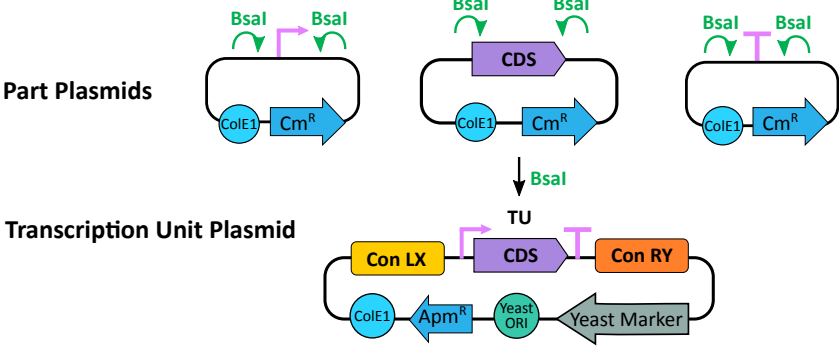 BsaI BsaI BsaI BsaI BsaI BsaI
Part Plasmids
CDS
ColE1 CmR ColE1 CmR ColE1 CmR
BsaI
Transcription Unit Plasmid
TU
Con LX CDS Con RY
ColE1 ApmR Yeast ORI Yeast Marker